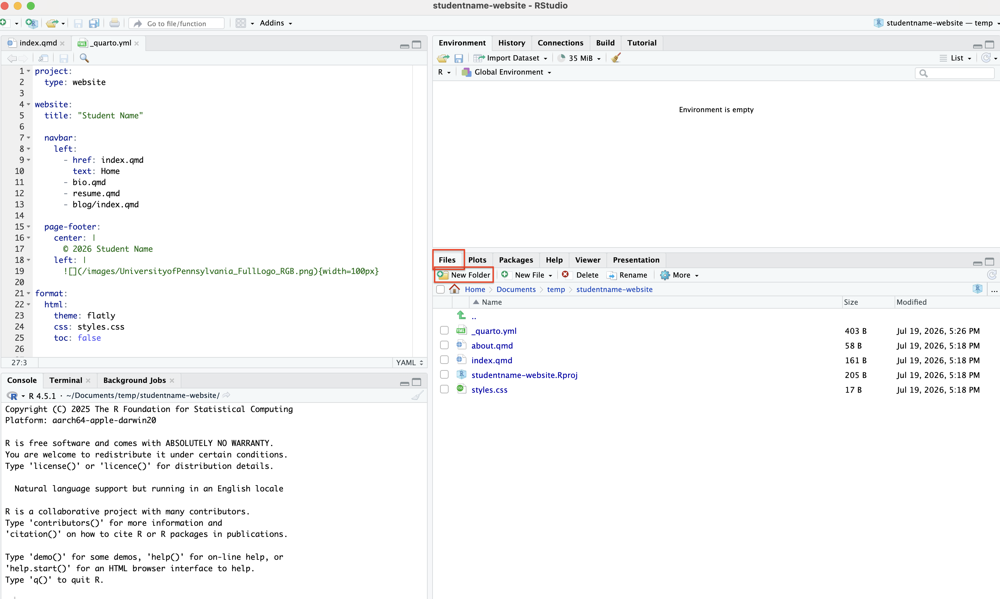 studentname-website - RStudio
Go to file/function
Addins
studentname-website — temp
index.qmd
_quarto.yml
1 project:
2   type: website
3
4 website:
5   title: "Student Name"
6
7   navbar:
8     left:
9       - href: index.qmd
10         text: Home
11       - bio.qmd
12       - resume.qmd
13       - blog/index.qmd
14
15   page-footer:
16     center: |
17       © 2026 Student Name
18     left: |
19       ![](/images/UniversityofPennsylvania_FullLogo_RGB.png){width=100px}
20
21 format:
22   html:
23     theme: flatly
24     css: styles.css
25     toc: false
26
27:3
YAML
Console Terminal Background Jobs
R 4.5.1 · ~/Documents/temp/studentname-website/
Copyright (C) 2025 The R Foundation for Statistical Computing
Platform: aarch64-apple-darwin20
R is free software and comes with ABSOLUTELY NO WARRANTY.
You are welcome to redistribute it under certain conditions.
Type 'license()' or 'licence()' for distribution details.
  Natural language support but running in an English locale
R is a collaborative project with many contributors.
Type 'contributors()' for more information and
'citation()' on how to cite R or R packages in publications.
Type 'demo()' for some demos, 'help()' for on-line help, or
'help.start()' for an HTML browser interface to help.
Type 'q()' to quit R.
Environment History Connections Build Tutorial
Import Dataset 35 MiB List
R Global Environment
Environment is empty
Files Plots Packages Help Viewer Presentation
New Folder New File Delete Rename More
Home Documents temp studentname-website ...
Name Size Modified
..
YML _quarto.yml 403 B Jul 19, 2026, 5:26 PM
about.qmd 58 B Jul 19, 2026, 5:18 PM
index.qmd 161 B Jul 19, 2026, 5:18 PM
studentname-website.Rproj 205 B Jul 19, 2026, 5:18 PM
CSS styles.css 17 B Jul 19, 2026, 5:18 PM